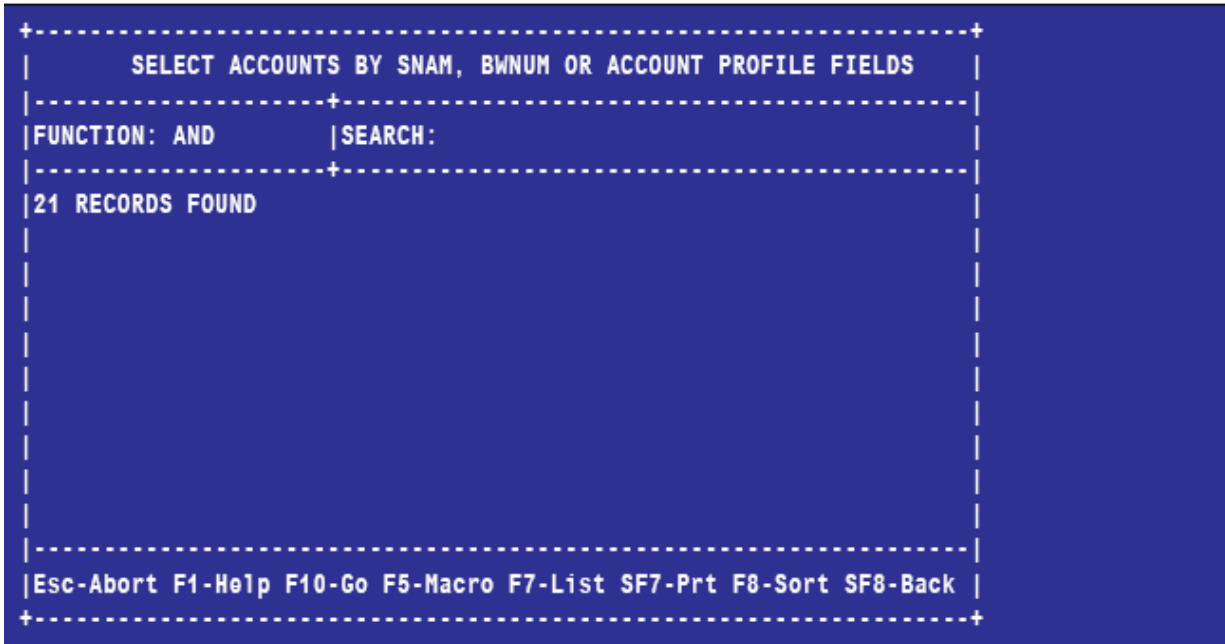 SELECT ACCOUNTS BY SNAM, BWNUM OR ACCOUNT PROFILE FIELDS
FUNCTION: AND |SEARCH:
21 RECORDS FOUND
Esc-Abort F1-Help F10-Go F5-Macro F7-List SF7-Prt F8-Sort SF8-Back